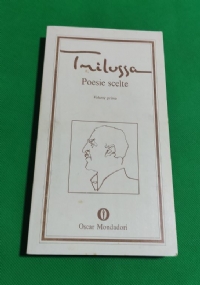 Trilussa
Poesie scelte
Volume primo
Oscar Mondadori